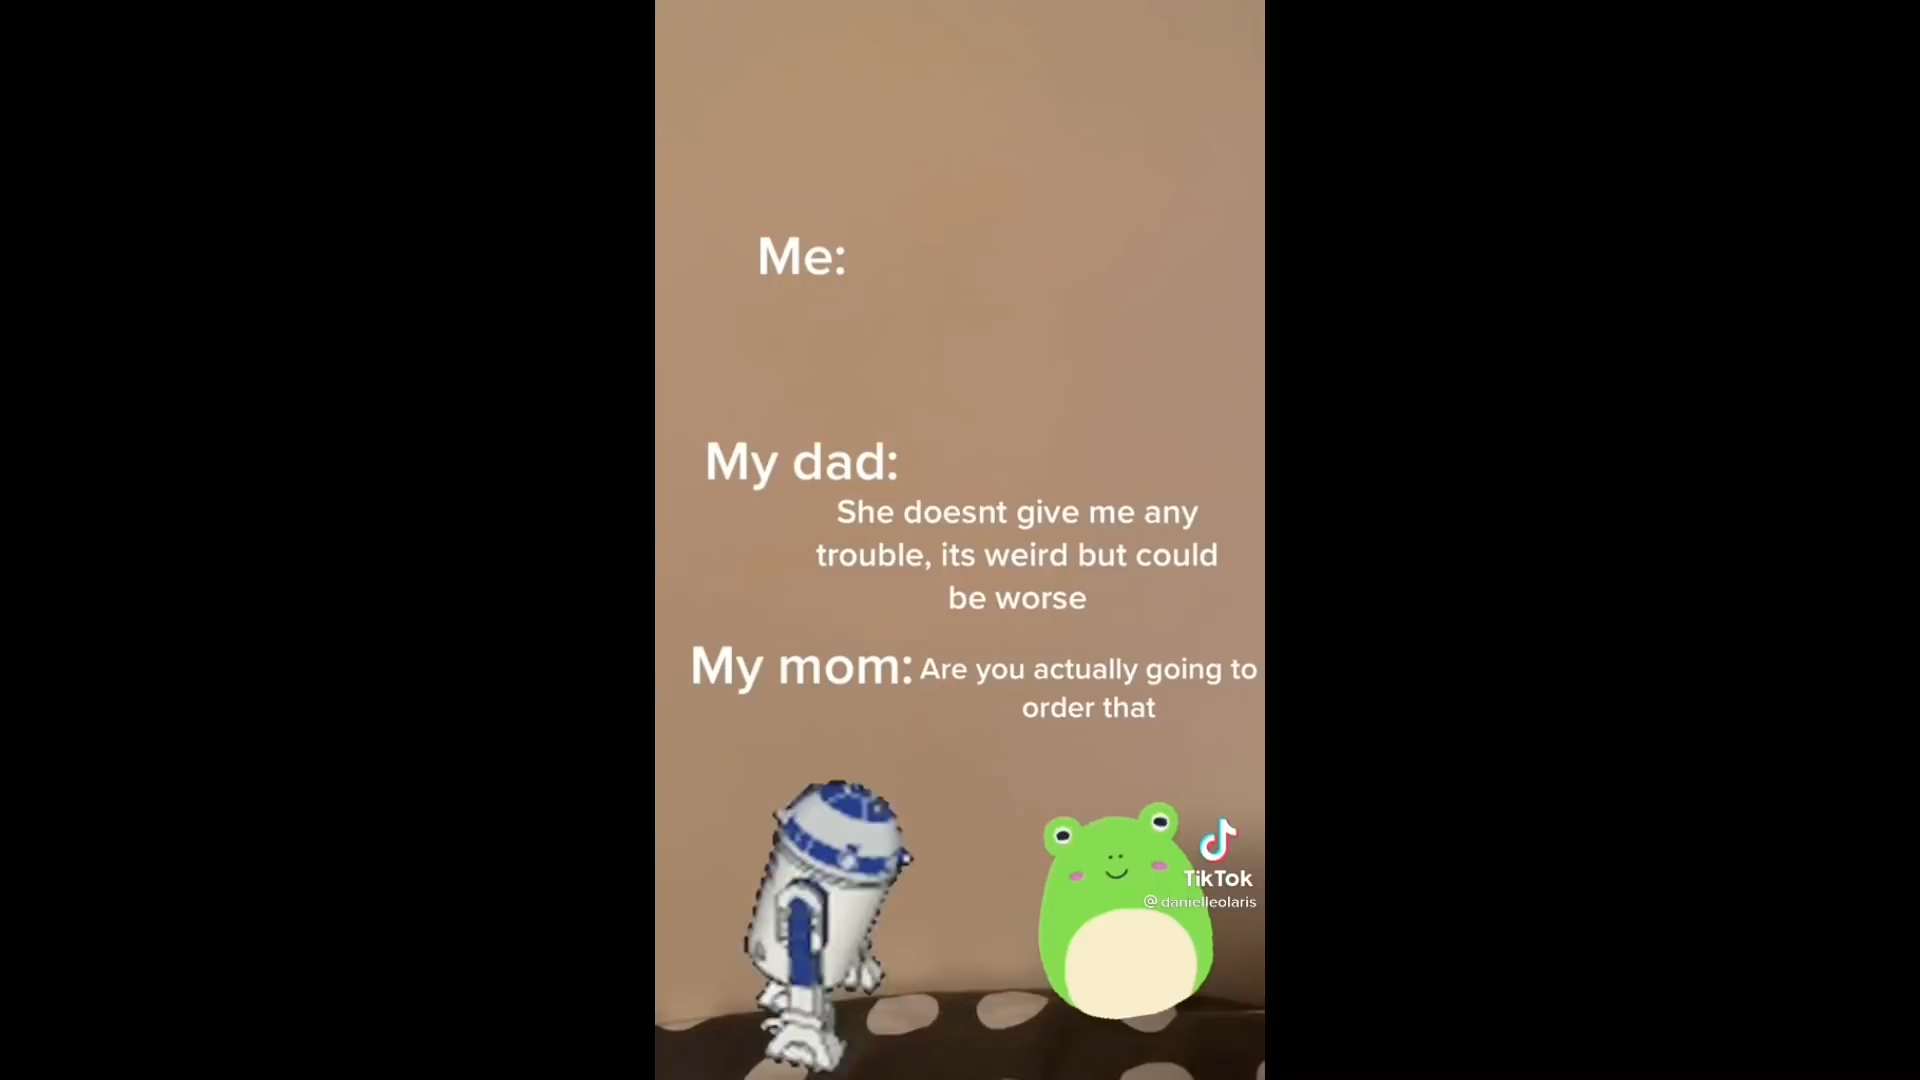 Me:
My dad:
She doesnt give me any
trouble, its weird but could
be worse
My mom: Are you actually going to
order that
TikTok
@danielleolaris